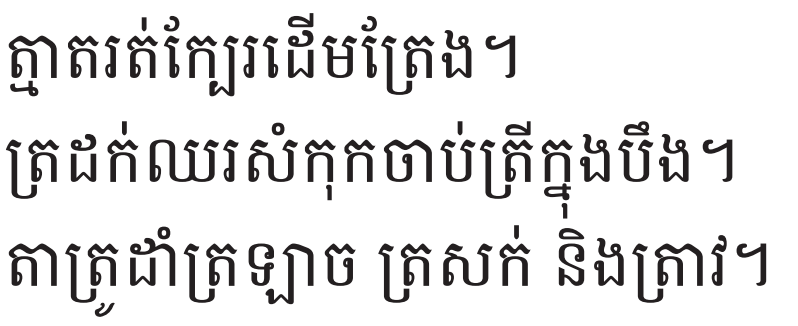 ត្មាតរត់ក្បែរដើមត្រែង។
ត្រដក់ឈរសំកុកចាប់ត្រីក្នុងបឹង។
តាត្រូដាំត្រឡាច ត្រសក់ និងត្រាវ។